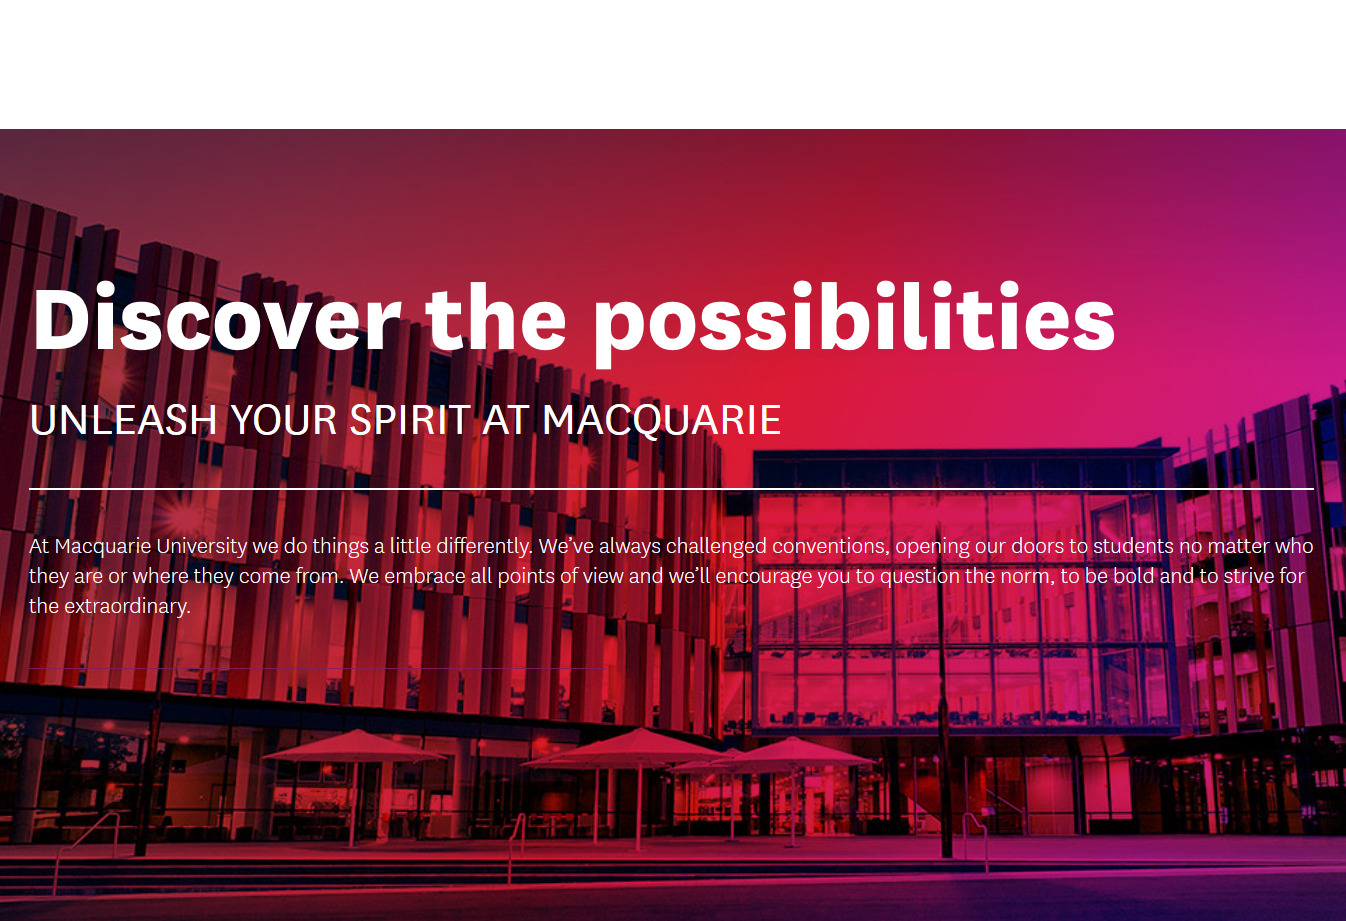 Discover the possibilities
UNLEASH YOUR SPIRIT AT MACQUARIE
At Macquarie University we do things a little differently. We’ve always challenged conventions, opening our doors to students no matter who
they are or where they come from. We embrace all points of view and we’ll encourage you to question the norm, to be bold and to strive for
the extraordinary.